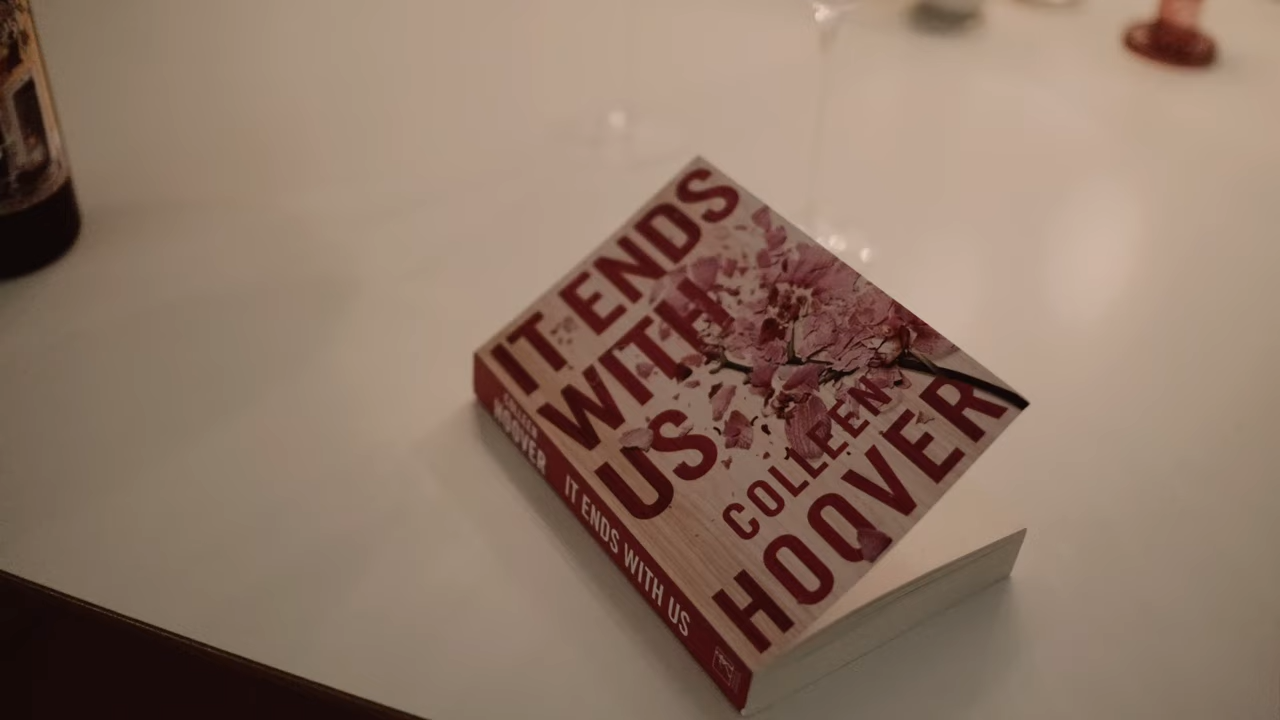 IT ENDS
WITH
US
COLLEEN
HOOVER
COLLEEN
HOOVER
IT ENDS WITH US